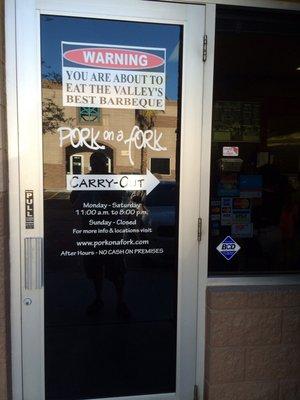 WARNING
YOU ARE ABOUT TO
EAT THE VALLEY'S
BEST BARBEQUE
PORK on a fORK
CARRY-OUT
Monday - Saturday
11:00 a.m. to 8:00 p.m.
Sunday - Closed
For more info & locations visit
www.porkonafork.com
After Hours - NO CASH ON PREMISES
PULL
BCD